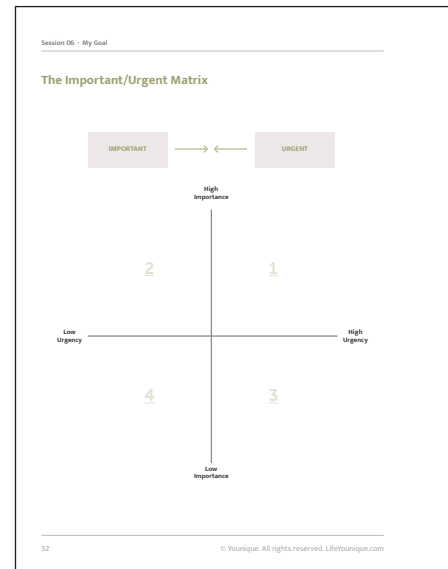 Session 06 - My Goal
The Important/Urgent Matrix
IMPORTANT
URGENT
High
Importance
2
1
Low
Urgency
High
Urgency
4
3
Low
Importance
52
© Younique. All rights reserved. LifeYounique.com